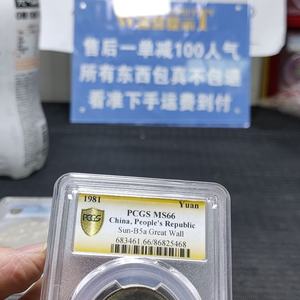 售后一单减100人气
所有东西包真不包退
看准下手运费到付
1981 Yuan
PCGS MS66
China, People's Republic
Sun-B5a Great Wall
683461.66/86825468
PCGS